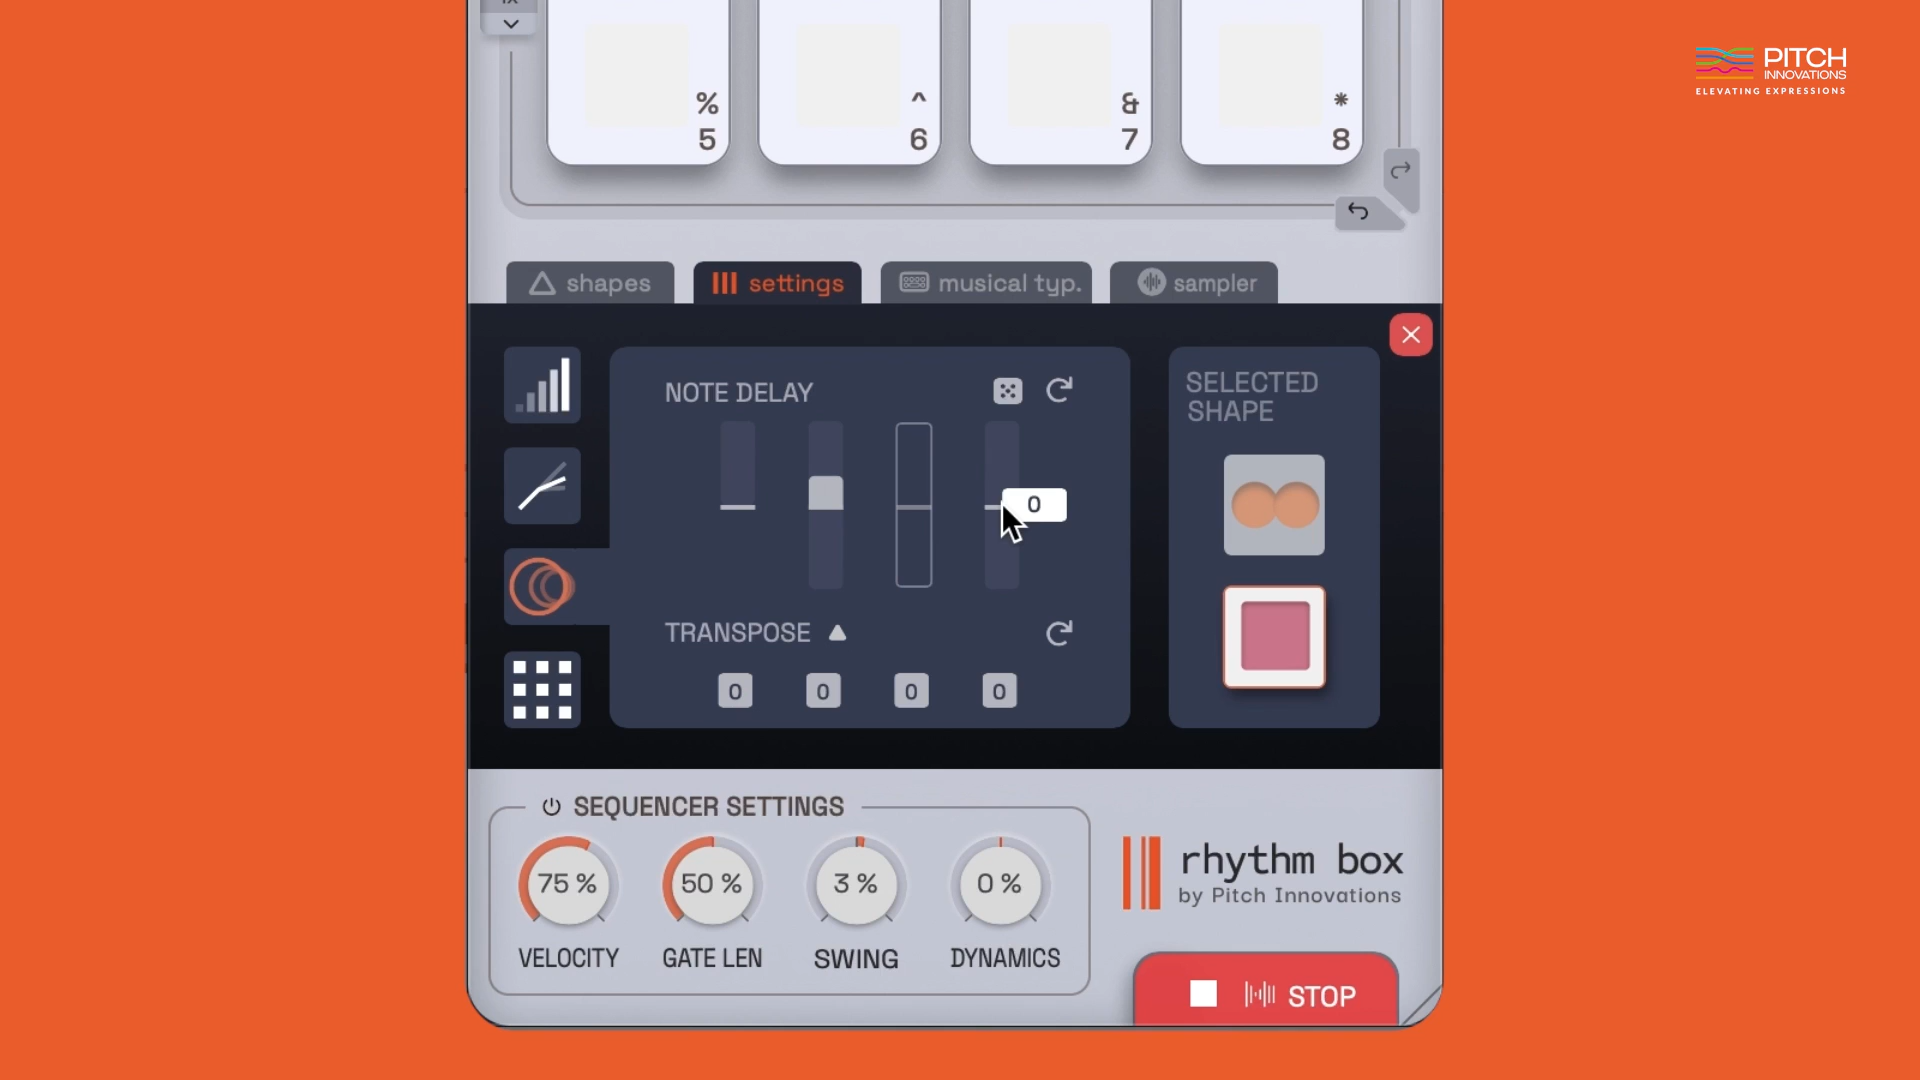 PITCH
INNOVATIONS
ELEVATING EXPRESSIONS
% ^ & *
5 6 7 8
shapes settings musical typ. sampler
NOTE DELAY
0
TRANSPOSE
0 0 0 0
SELECTED
SHAPE
SEQUENCER SETTINGS
75 % 50 % 3 % 0 %
VELOCITY GATE LEN SWING DYNAMICS
rhythm box
by Pitch Innovations
STOP